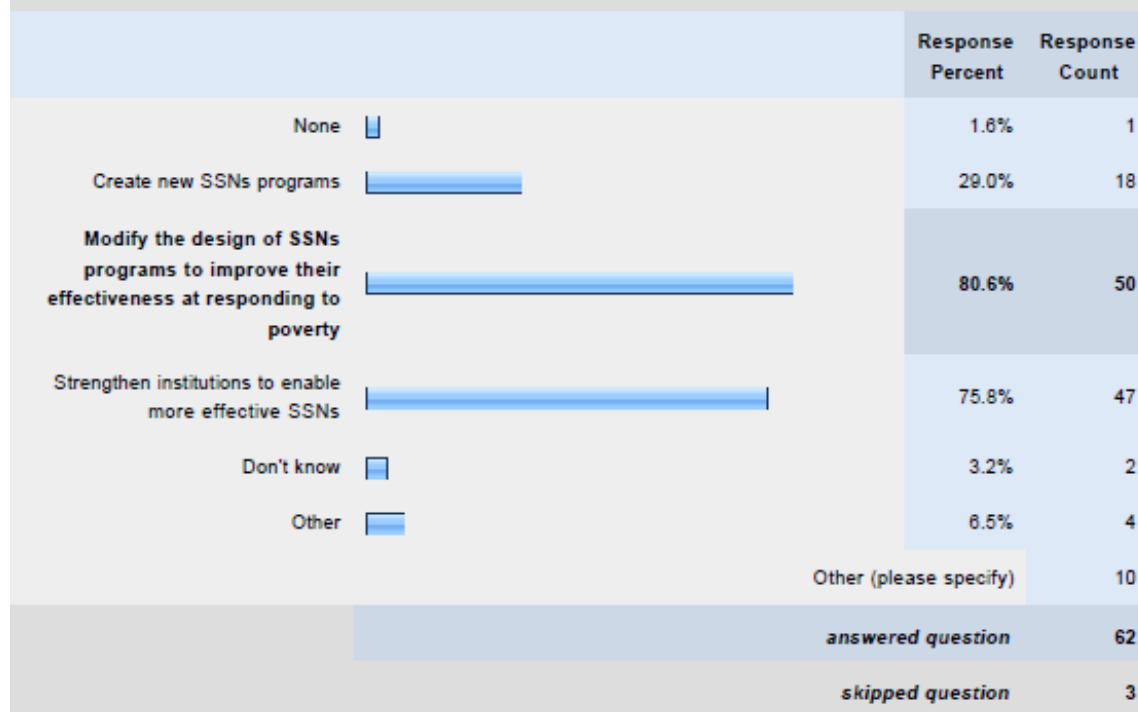 Response Response
Percent Count
None 1.6% 1
Create new SSNs programs 29.0% 18
Modify the design of SSNs
programs to improve their
effectiveness at responding to
poverty
80.6% 50
Strengthen institutions to enable
more effective SSNs
75.8% 47
Don't know 3.2% 2
Other 6.5% 4
Other (please specify) 10
answered question 62
skipped question 3